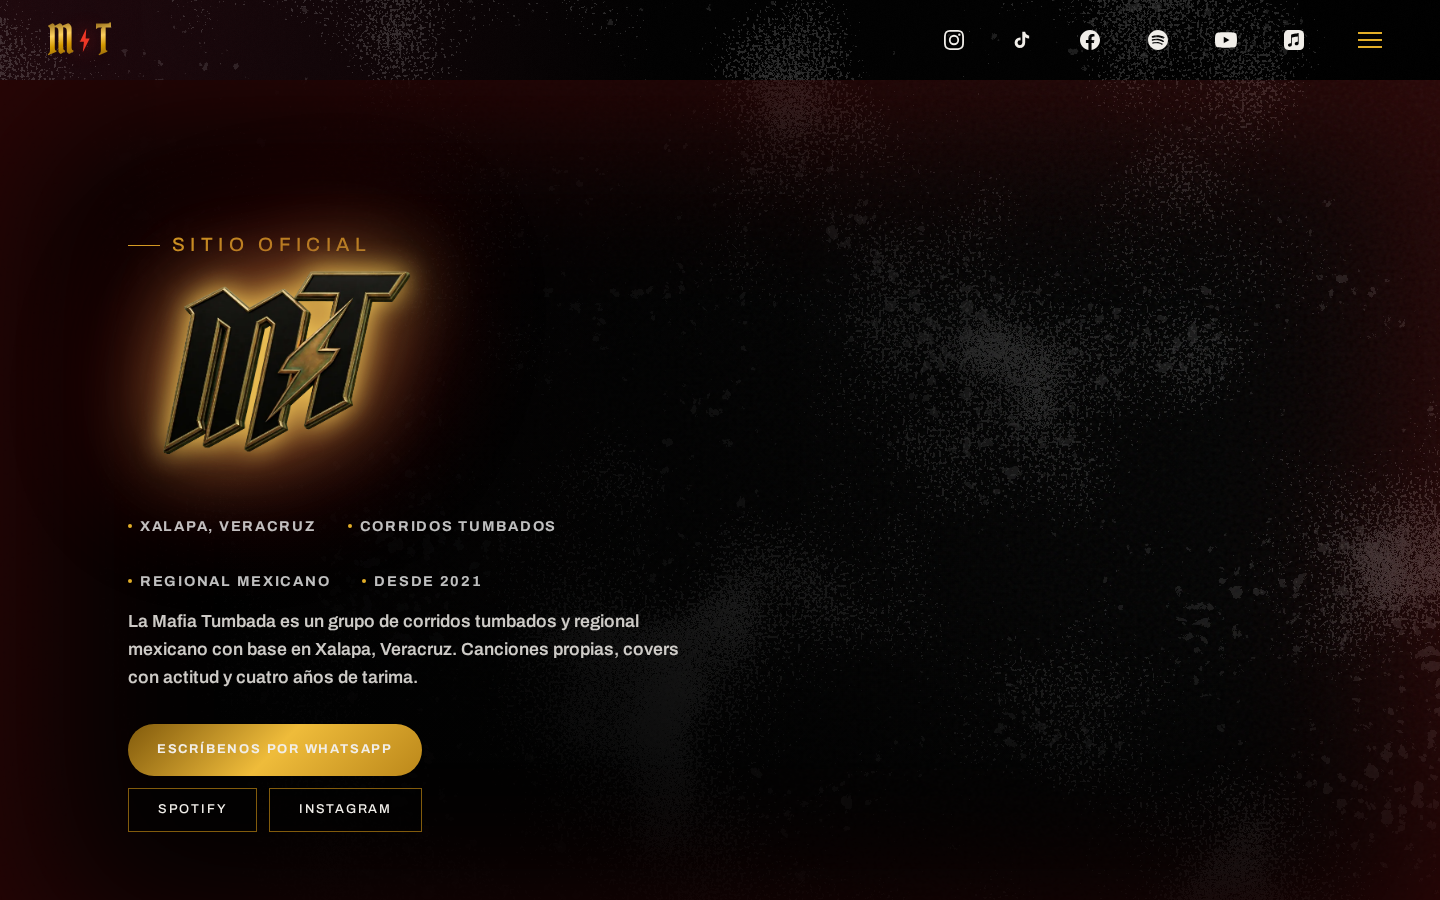 M T
SITIO OFICIAL
MT
XALAPA, VERACRUZ CORRIDOS TUMBADOS
REGIONAL MEXICANO DESDE 2021
La Mafia Tumbada es un grupo de corridos tumbados y regional
mexicano con base en Xalapa, Veracruz. Canciones propias, covers
con actitud y cuatro años de tarima.
ESCRÍBENOS POR WHATSAPP
SPOTIFY INSTAGRAM